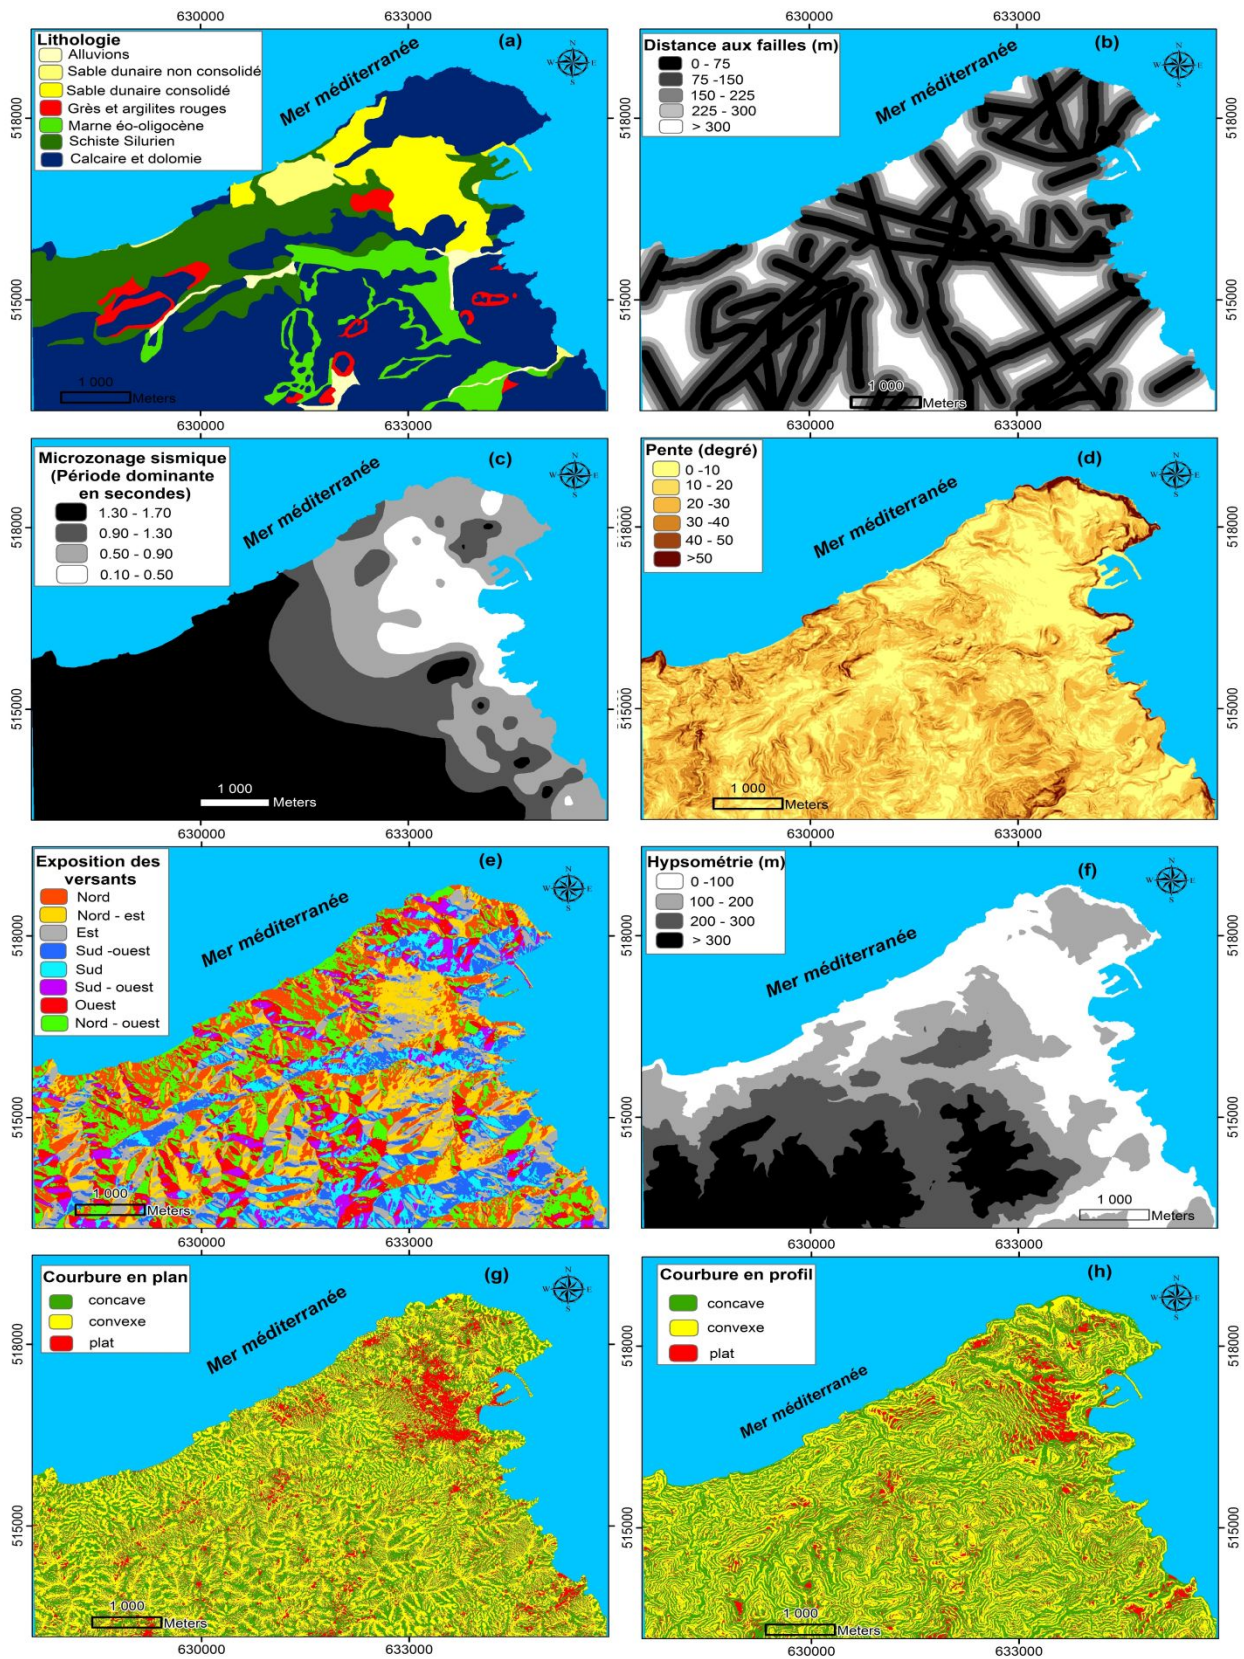 630000
633000
630000
633000
Lithologie
Alluvions
Sable dunaire non consolidé
Sable dunaire consolidé
Grès et argilites rouges
Marne éo-oligocène
Schiste Silurien
Calcaire et dolomie
(a)
Mer méditerranée
N
W
E
S
518000
515000
1 000
Meters
Distance aux failles (m)
0 - 75
75 -150
150 - 225
225 - 300
> 300
(b)
Mer méditerranée
N
W
E
S
518000
515000
1 000
Meters
630000
633000
630000
633000
Microzonage sismique
(Période dominante
en secondes)
1.30 - 1.70
0.90 - 1.30
0.50 - 0.90
0.10 - 0.50
(c)
Mer méditerranée
N
W
E
S
518000
515000
1 000
Meters
Pente (degré)
0 -10
10 - 20
20 -30
30 -40
40 - 50
>50
(d)
Mer méditerranée
N
W
E
S
518000
515000
1 000
Meters
630000
633000
630000
633000
Exposition des
versants
Nord
Nord - est
Est
Sud -ouest
Sud
Sud - ouest
Ouest
Nord - ouest
(e)
Mer méditerranée
N
W
E
S
518000
515000
1 000
Meters
Hypsométrie (m)
0 -100
100 - 200
200 - 300
> 300
(f)
Mer méditerranée
N
W
E
S
518000
515000
1 000
Meters
630000
633000
630000
633000
Courbure en plan
concave
convexe
plat
(g)
Mer méditerranée
N
W
E
S
518000
515000
1 000
Meters
Courbure en profil
concave
convexe
plat
(h)
Mer méditerranée
N
W
E
S
518000
515000
1 000
Meters
630000
633000
630000
633000